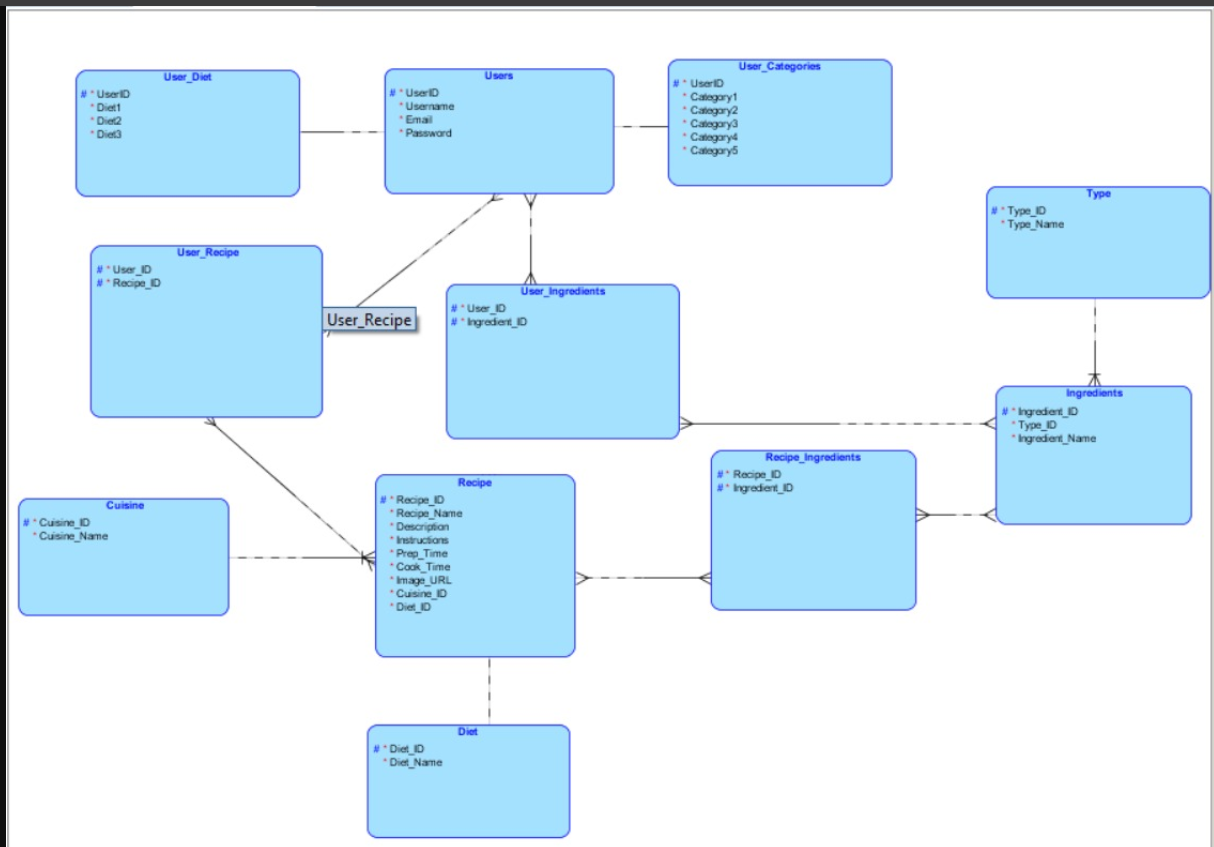 User_Diet
# * UserID
* Diet1
* Diet2
* Diet3
Users
# * UserID
* Username
* Email
* Password
User_Categories
# * UserID
* Category1
* Category2
* Category3
* Category4
* Category5
Type
# * Type_ID
* Type_Name
User_Recipe
# * User_ID
# * Recipe_ID
User_Recipe
User_Ingredients
# * User_ID
# * Ingredient_ID
Ingredients
# * Ingredient_ID
* Type_ID
* Ingredient_Name
Recipe_Ingredients
# * Recipe_ID
# * Ingredient_ID
Recipe
# * Recipe_ID
* Recipe_Name
* Description
* Instructions
* Prep_Time
* Cook_Time
* Image_URL
* Cuisine_ID
* Diet_ID
Cuisine
# * Cuisine_ID
* Cuisine_Name
Diet
# * Diet_ID
* Diet_Name